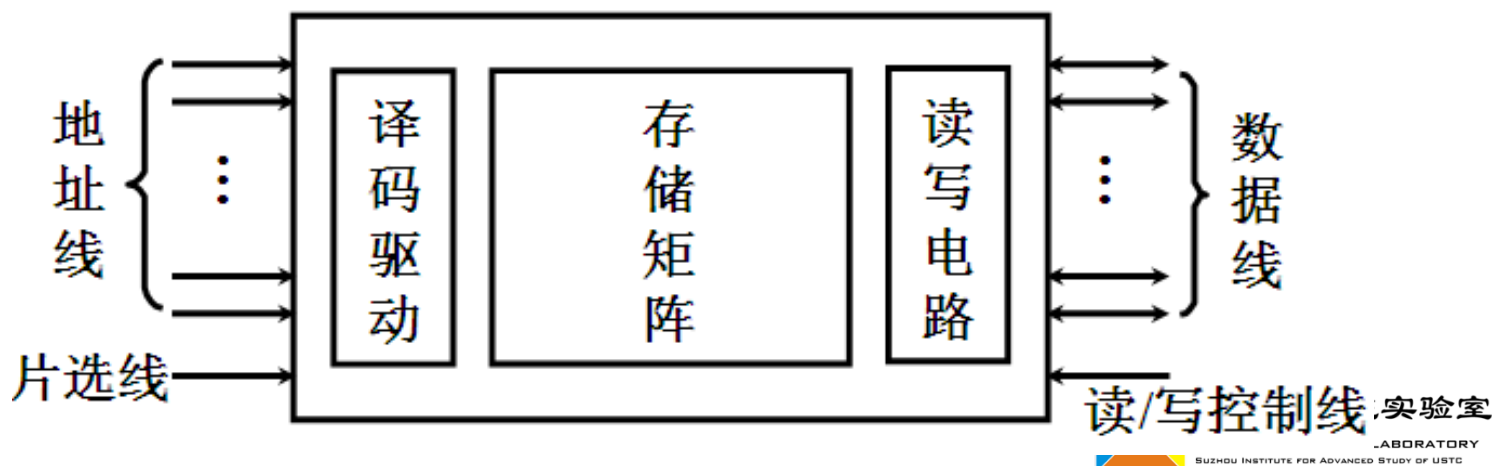 地址线
译码驱动
存储矩阵
读写电路
数据线
片选线
读/写控制线
实验室
LABORATORY
SUZHOU INSTITUTE FOR ADVANCED STUDY OF USTC